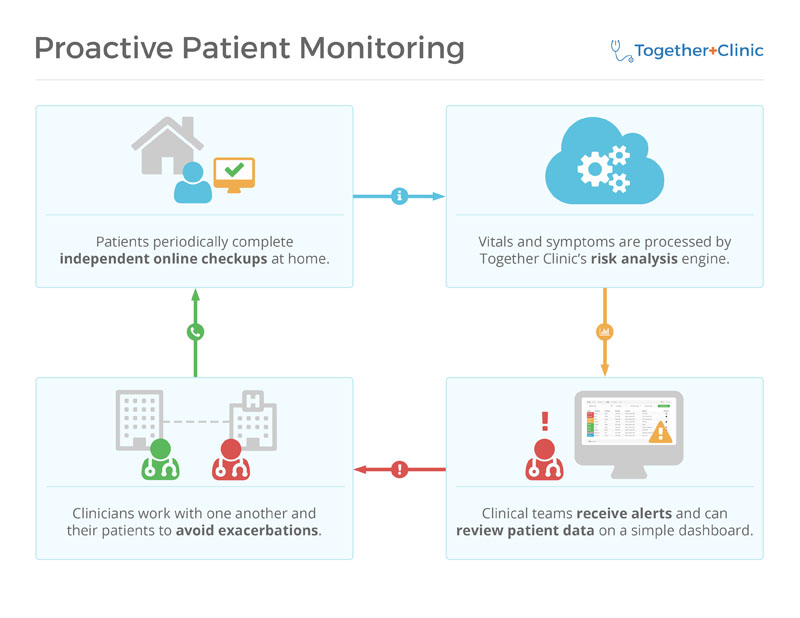 Proactive Patient Monitoring
Together+Clinic
Patients periodically complete
independent online checkups at home.
Vitals and symptoms are processed by
Together Clinic's risk analysis engine.
H
Clinicians work with one another and
their patients to avoid exacerbations.
Clinical teams receive alerts and can
review patient data on a simple dashboard.